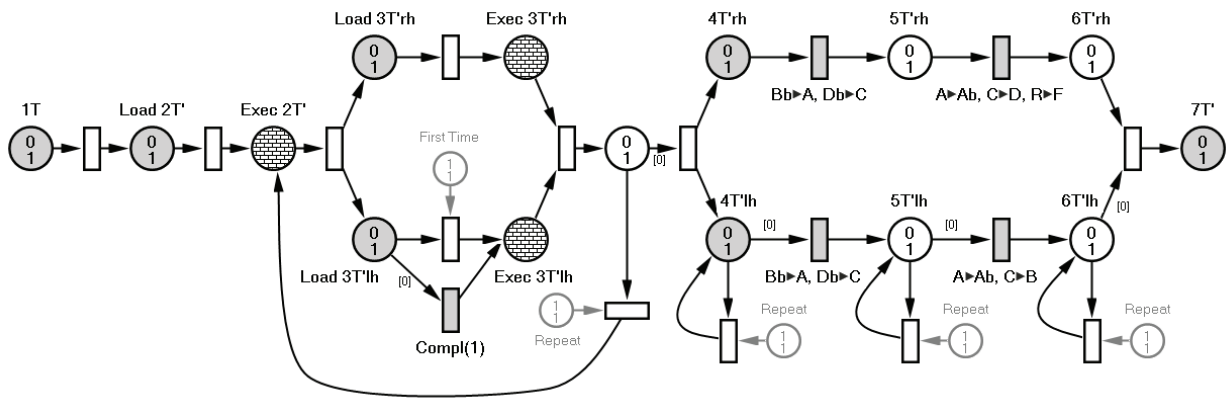 Load 3T'rh
Exec 3T'rh
4T'rh
5T'rh
6T'rh
0
1
0
1
0
1
0
1
Bb▸A, Db▸C
A▸Ab, C▸D, R▸F
1T
Load 2T'
Exec 2T'
First Time
7T'
0
1
0
1
1
1
0
1
[0]
0
1
4T'lh
5T'lh
6T'lh
0
1
0
1
[0]
0
1
[0]
0
1
[0]
Load 3T'lh
[0]
Exec 3T'lh
Bb▸A, Db▸C
A▸Ab, C▸B
1
1
Repeat
Compl(1)
Repeat
1
1
Repeat
1
1
Repeat
1
1